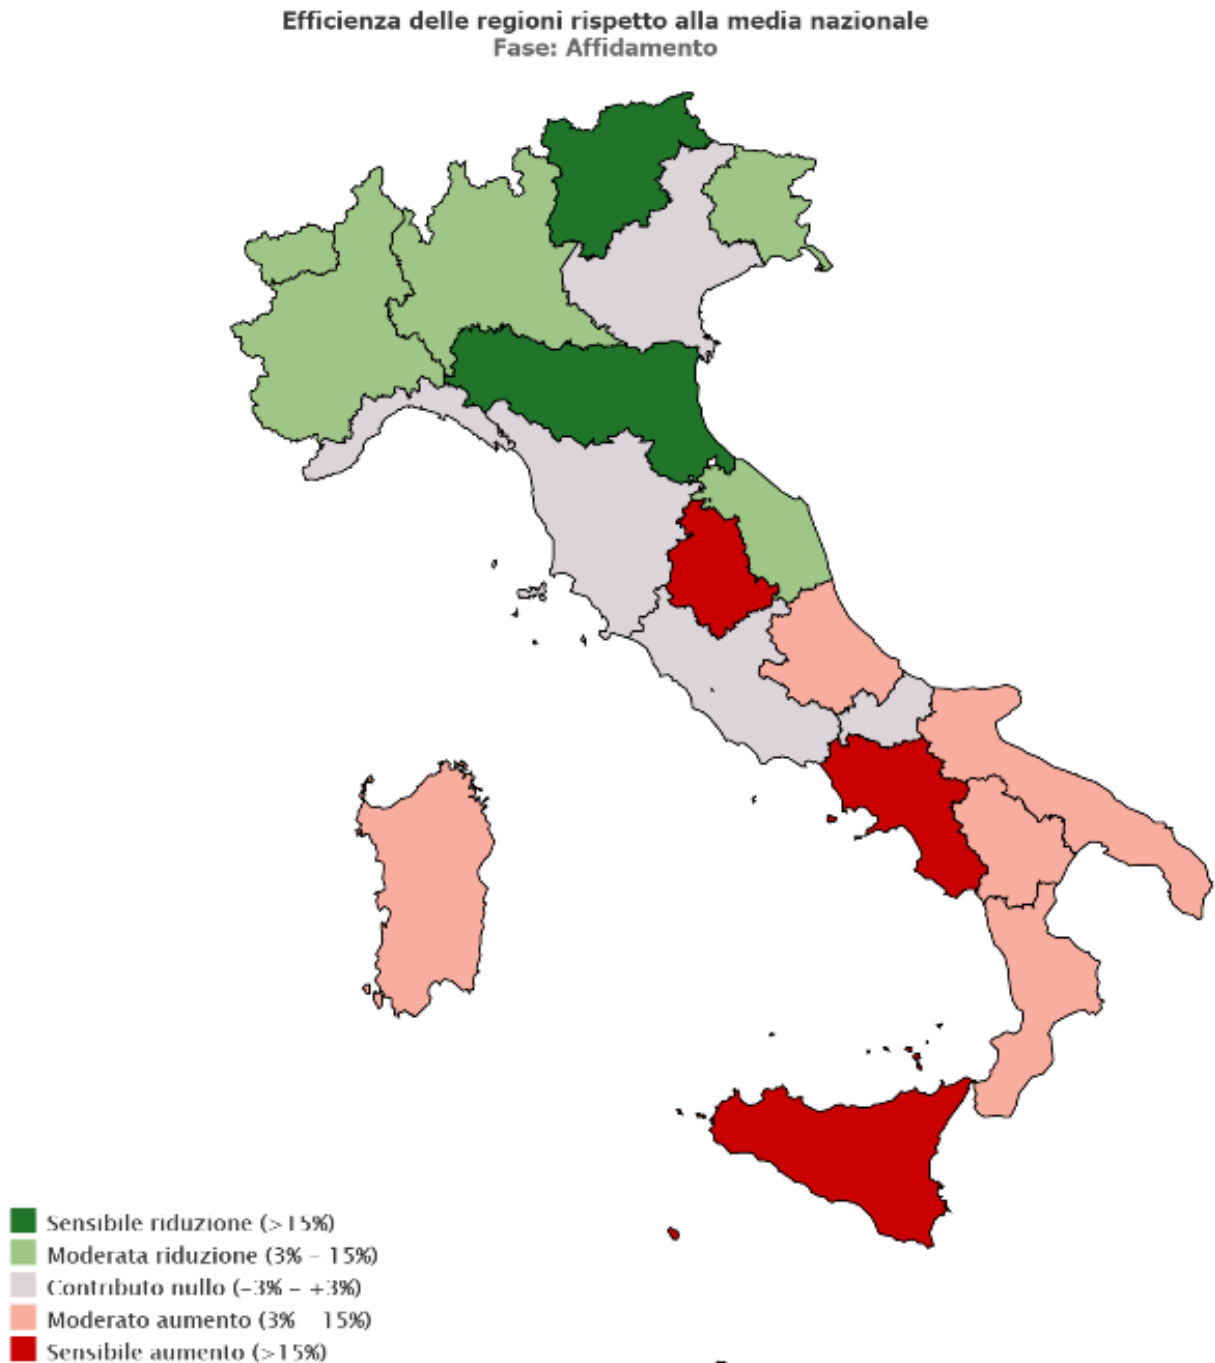 Efficienza delle regioni rispetto alla media nazionale
Fase: Affidamento
Sensibile riduzione (>15%)
Moderata riduzione (3% – 15%)
Contributo nullo (–3% – +3%)
Moderato aumento (3% – 15%)
Sensibile aumento (>15%)